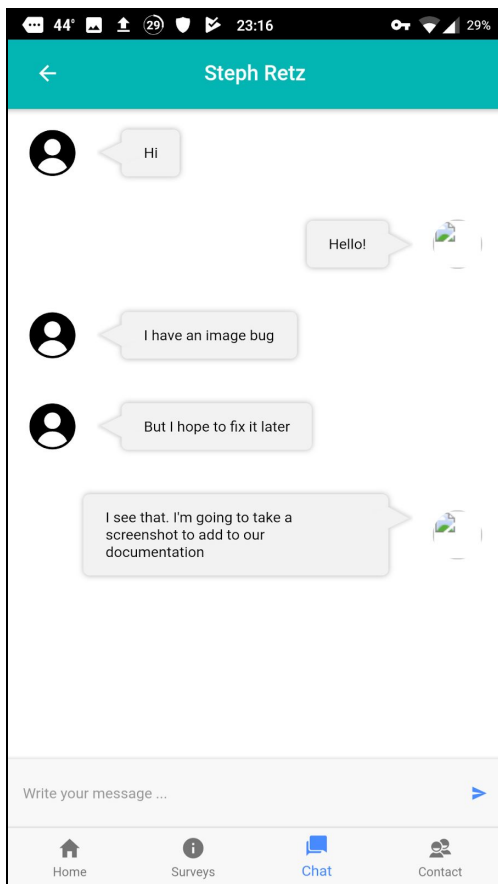 44° 29 23:16 29%
Steph Retz
Hi
Hello!
I have an image bug
But I hope to fix it later
I see that. I'm going to take a
screenshot to add to our
documentation
Write your message ...
Home Surveys Chat Contact